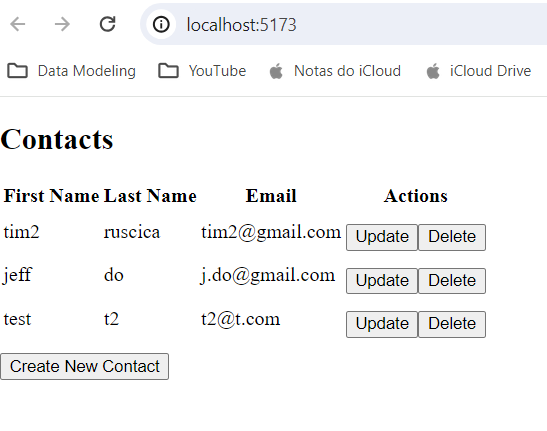 localhost:5173
Data Modeling YouTube Notas do iCloud iCloud Drive
Contacts
First Name Last Name Email Actions
tim2 ruscica tim2@gmail.com Update Delete
jeff do j.do@gmail.com Update Delete
test t2 t2@t.com Update Delete
Create New Contact